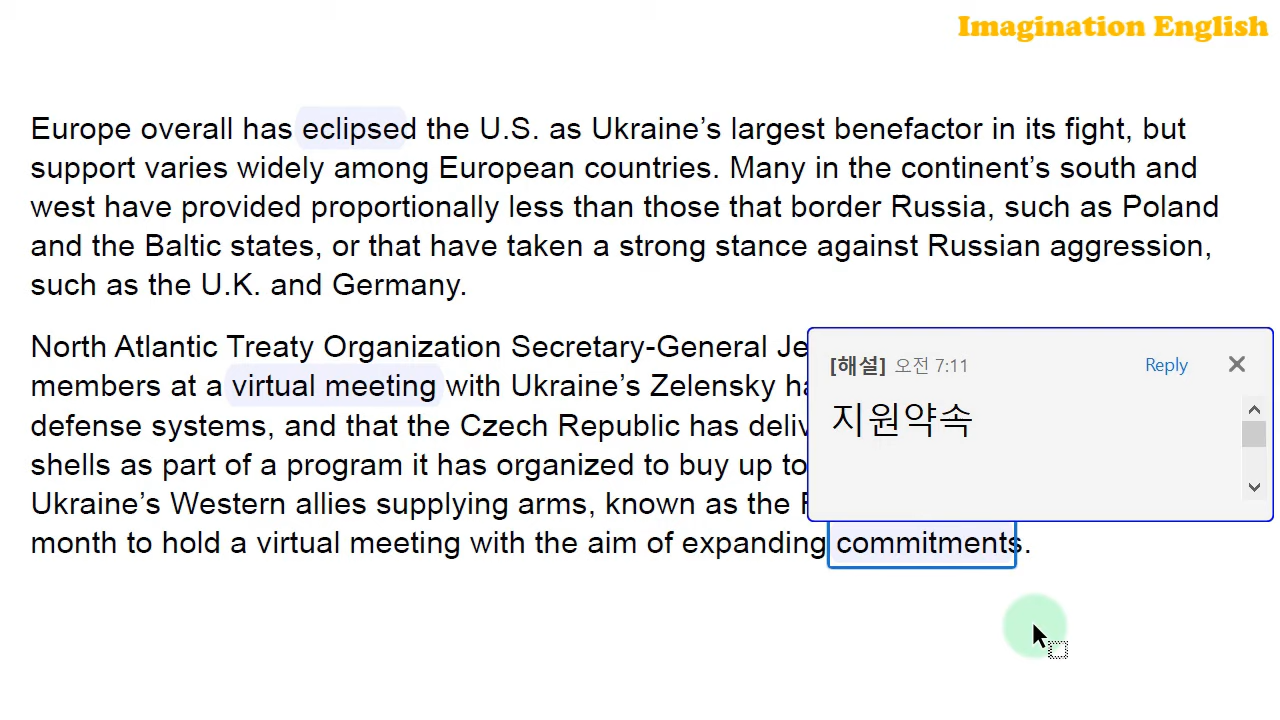 Imagination English
Europe overall has eclipsed the U.S. as Ukraine’s largest benefactor in its fight, but
support varies widely among European countries. Many in the continent’s south and
west have provided proportionally less than those that border Russia, such as Poland
and the Baltic states, or that have taken a strong stance against Russian aggression,
such as the U.K. and Germany.
North Atlantic Treaty Organization Secretary-General
members at a virtual meeting with Ukraine’s Zelensky
defense systems, and that the Czech Republic has
shells as part of a program it has organized to buy up to
Ukraine’s Western allies supplying arms, known as the
month to hold a virtual meeting with the aim of expanding commitments.
[해설] 오전 7:11 Reply
지원약속